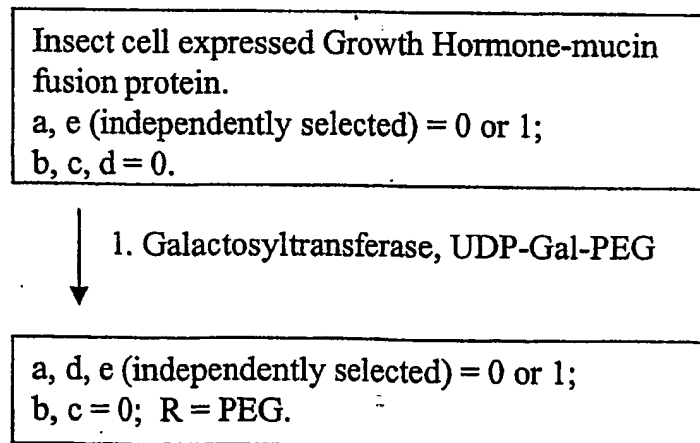 Insect cell expressed Growth Hormone-mucin
fusion protein.
a, e (independently selected) = 0 or 1;
b, c, d = 0.
1. Galactosyltransferase, UDP-Gal-PEG
a, d, e (independently selected) = 0 or 1;
b, c = 0; R = PEG.